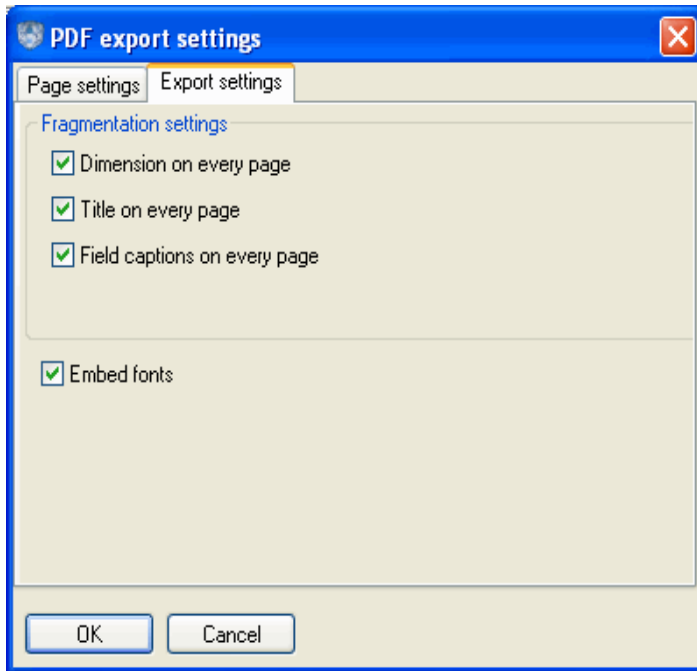 PDF export settings
Page settings
Export settings
Fragmentation settings
Dimension on every page
Title on every page
Field captions on every page
Embed fonts
OK
Cancel